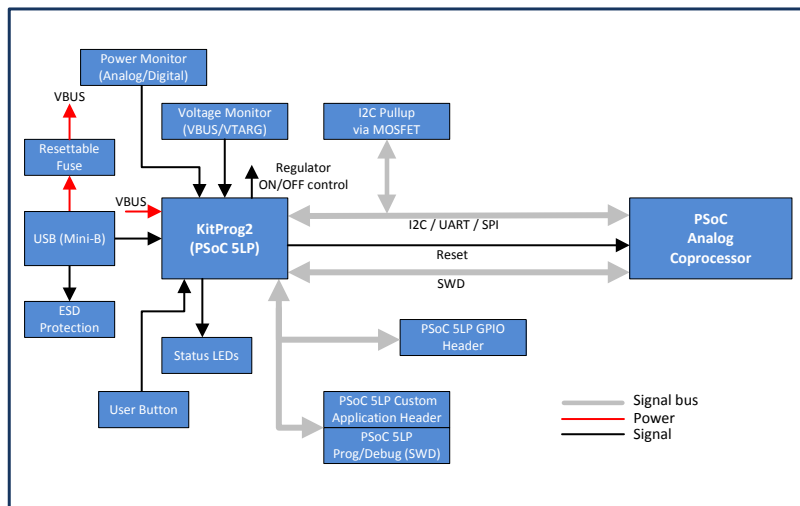 Power Monitor
(Analog/Digital)
VBUS
Voltage Monitor
(VBUS/VTARG)
I2C Pullup
via MOSFET
Resettable
Fuse
Regulator
ON/OFF control
VBUS
USB (Mini-B)
KitProg2
(PSoC 5LP)
I2C / UART / SPI
Reset
SWD
PSoC
Analog
Coprocessor
ESD
Protection
Status LEDs
PSoC 5LP GPIO
Header
User Button
PSoC 5LP Custom
Application Header
PSoC 5LP
Prog/Debug (SWD)
Signal bus
Power
Signal